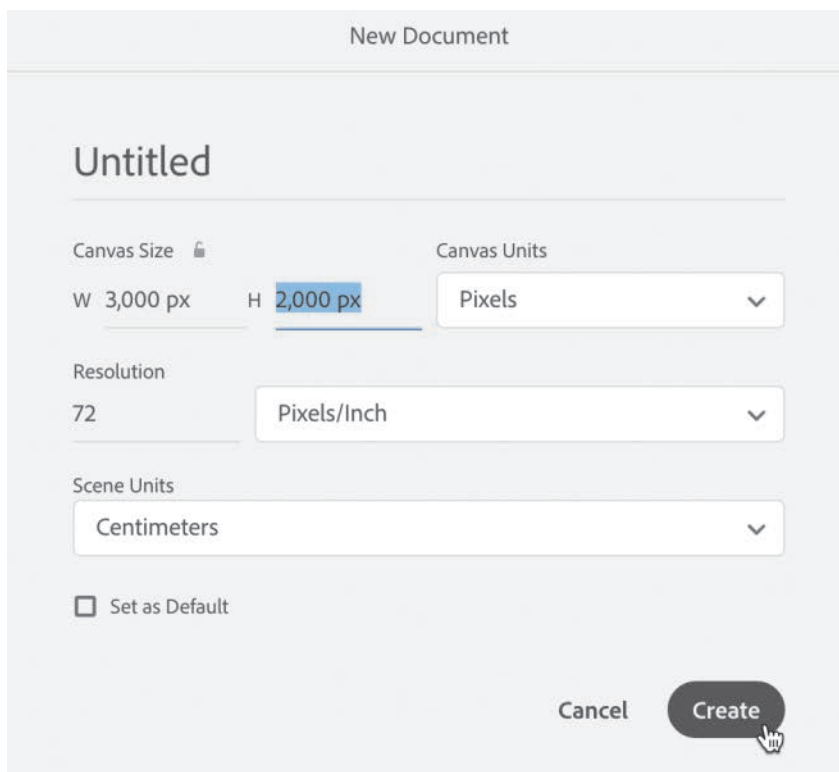 New Document
Untitled
Canvas Size Canvas Units
W 3,000 px H 2,000 px Pixels
Resolution
72 Pixels/Inch
Scene Units
Centimeters
Set as Default
Cancel Create